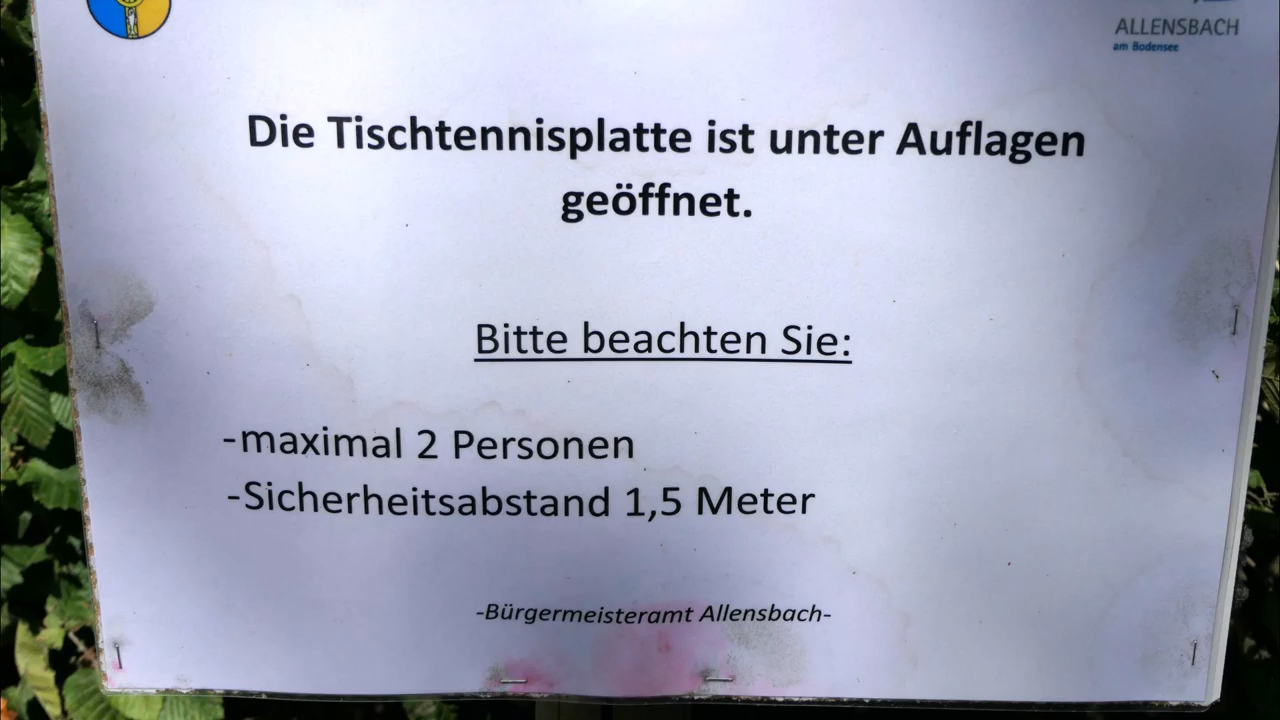 ALLENSBACH
am Bodensee
Die Tischtennisplatte ist unter Auflagen
geöffnet.
Bitte beachten Sie:
-maximal 2 Personen
-Sicherheitsabstand 1,5 Meter
-Bürgermeisteramt Allensbach-